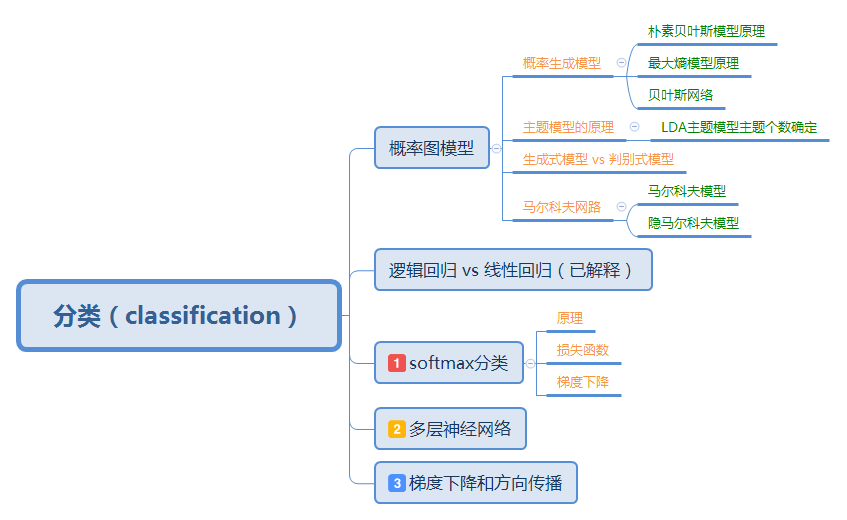 分类（classification）
概率图模型
概率生成模型
朴素贝叶斯模型原理
最大熵模型原理
贝叶斯网络
主题模型的原理
LDA主题模型主题个数确定
生成式模型 vs 判别式模型
马尔科夫网路
马尔科夫模型
隐马尔科夫模型
逻辑回归 vs 线性回归（已解释）
1 softmax分类
原理
损失函数
梯度下降
2 多层神经网络
3 梯度下降和方向传播